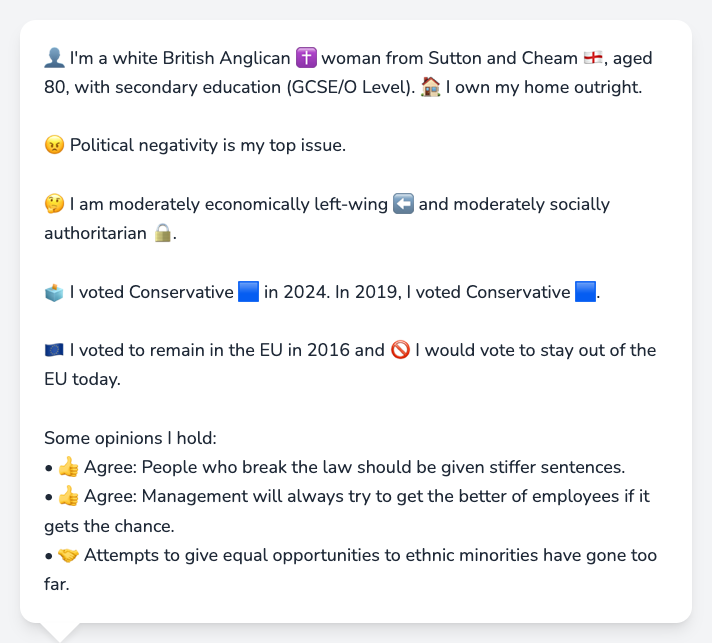 👤 I'm a white British Anglican ✝️ woman from Sutton and Cheam 🏴󠁧󠁢󠁥󠁮󠁧󠁿, aged
80, with secondary education (GCSE/O Level). 🏠 I own my home outright.
😠 Political negativity is my top issue.
🤔 I am moderately economically left-wing ⬅️ and moderately socially
authoritarian 🔒.
🗳️ I voted Conservative 🟦 in 2024. In 2019, I voted Conservative 🟦.
🇪🇺 I voted to remain in the EU in 2016 and 🚫 I would vote to stay out of the
EU today.
Some opinions I hold:
• 👍 Agree: People who break the law should be given stiffer sentences.
• 👍 Agree: Management will always try to get the better of employees if it
gets the chance.
• 🤝 Attempts to give equal opportunities to ethnic minorities have gone too
far.